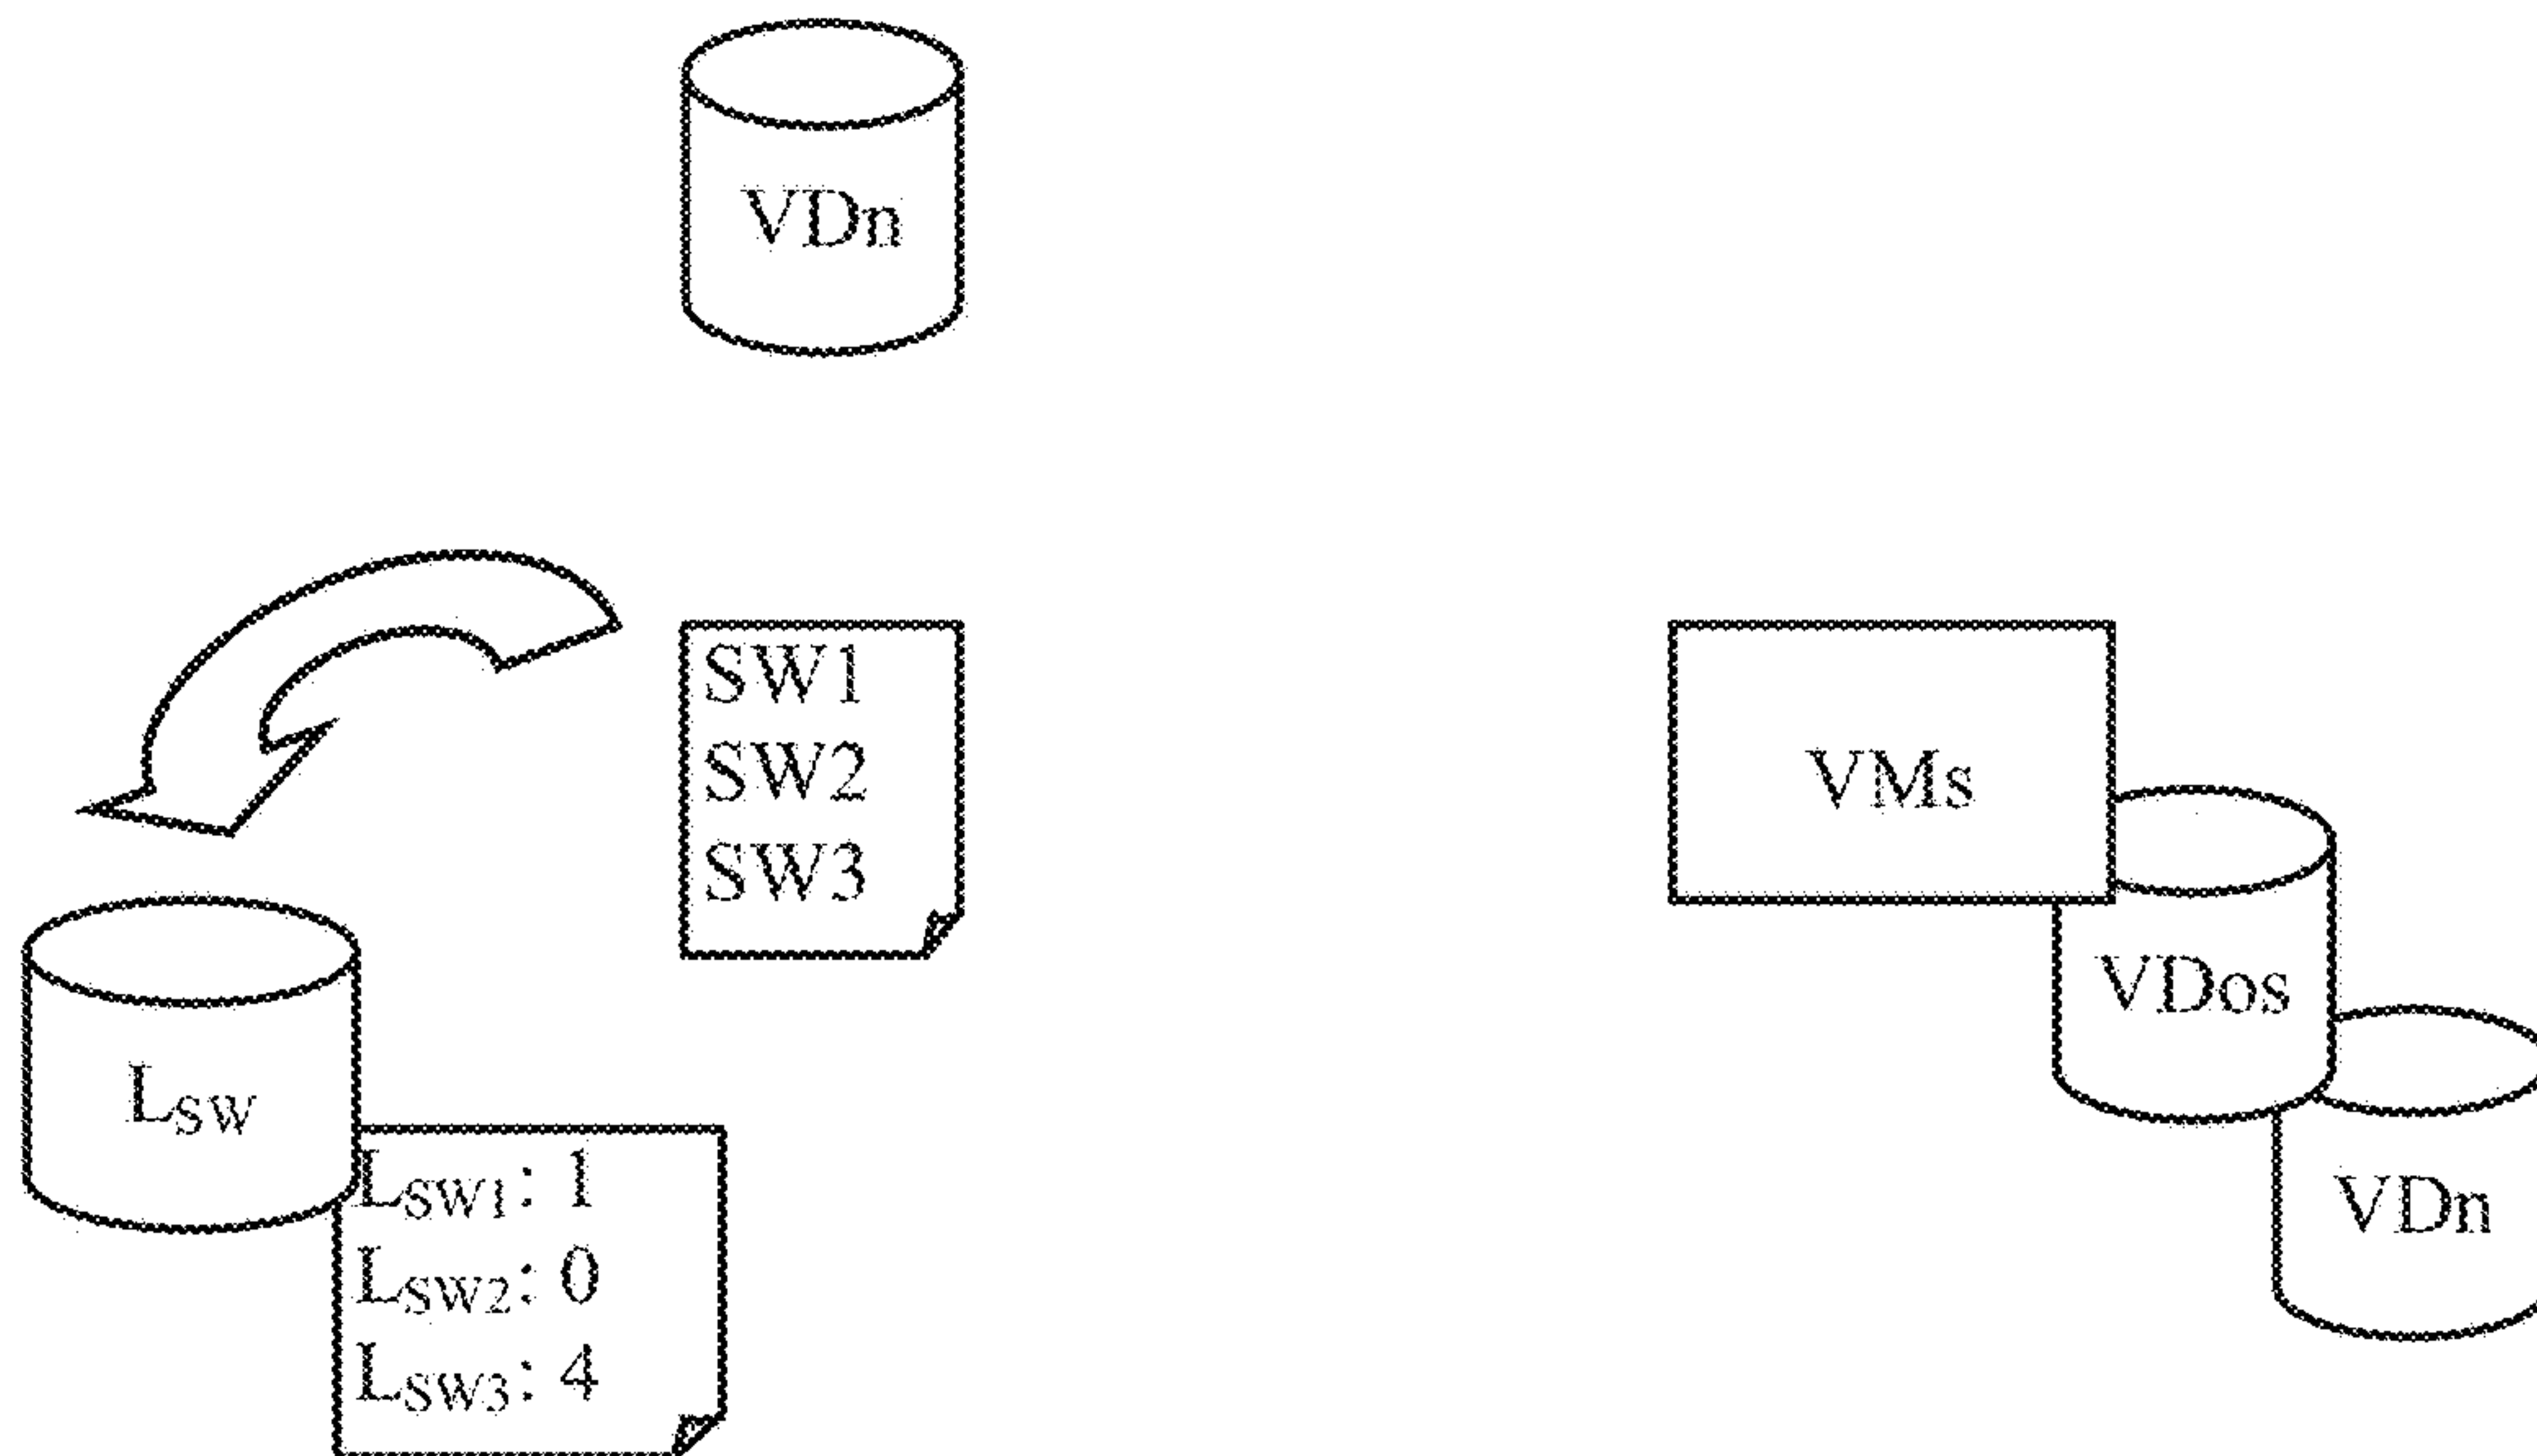 VDn
SW1
SW2
SW3
VMs
VDos
VDn
LSW
LSW1: 1
LSW2: 0
LSW3: 4